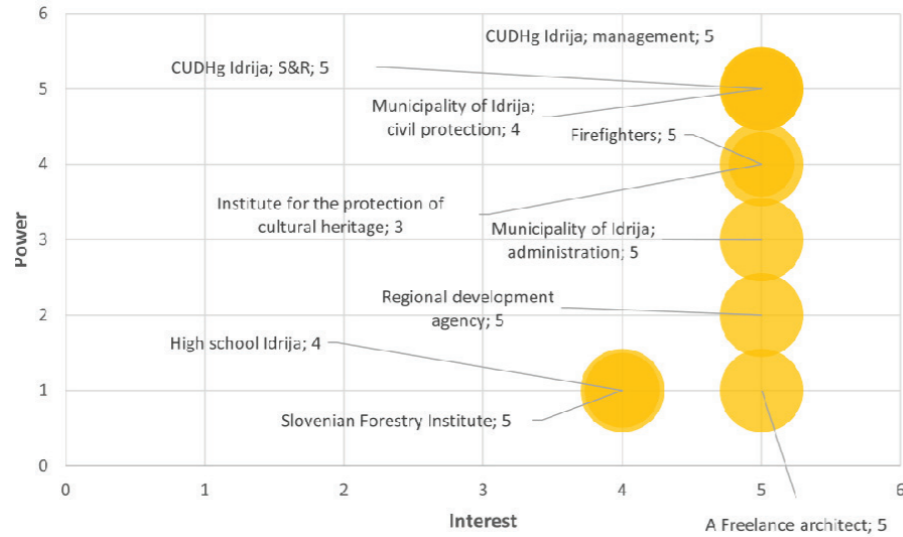 6
CUDHg Idrija; management; 5
CUDHg Idrija; S&R; 5
5
Municipality of Idrija;
civil protection; 4
Firefighters; 5
4
Institute for the protection of
cultural heritage; 3
Municipality of Idrija;
administration; 5
3
Power
Regional development
agency; 5
2
High school Idrija; 4
1
Slovenian Forestry Institute; 5
0
0 1 2 3 4 5 6
Interest
A Freelance architect; 5